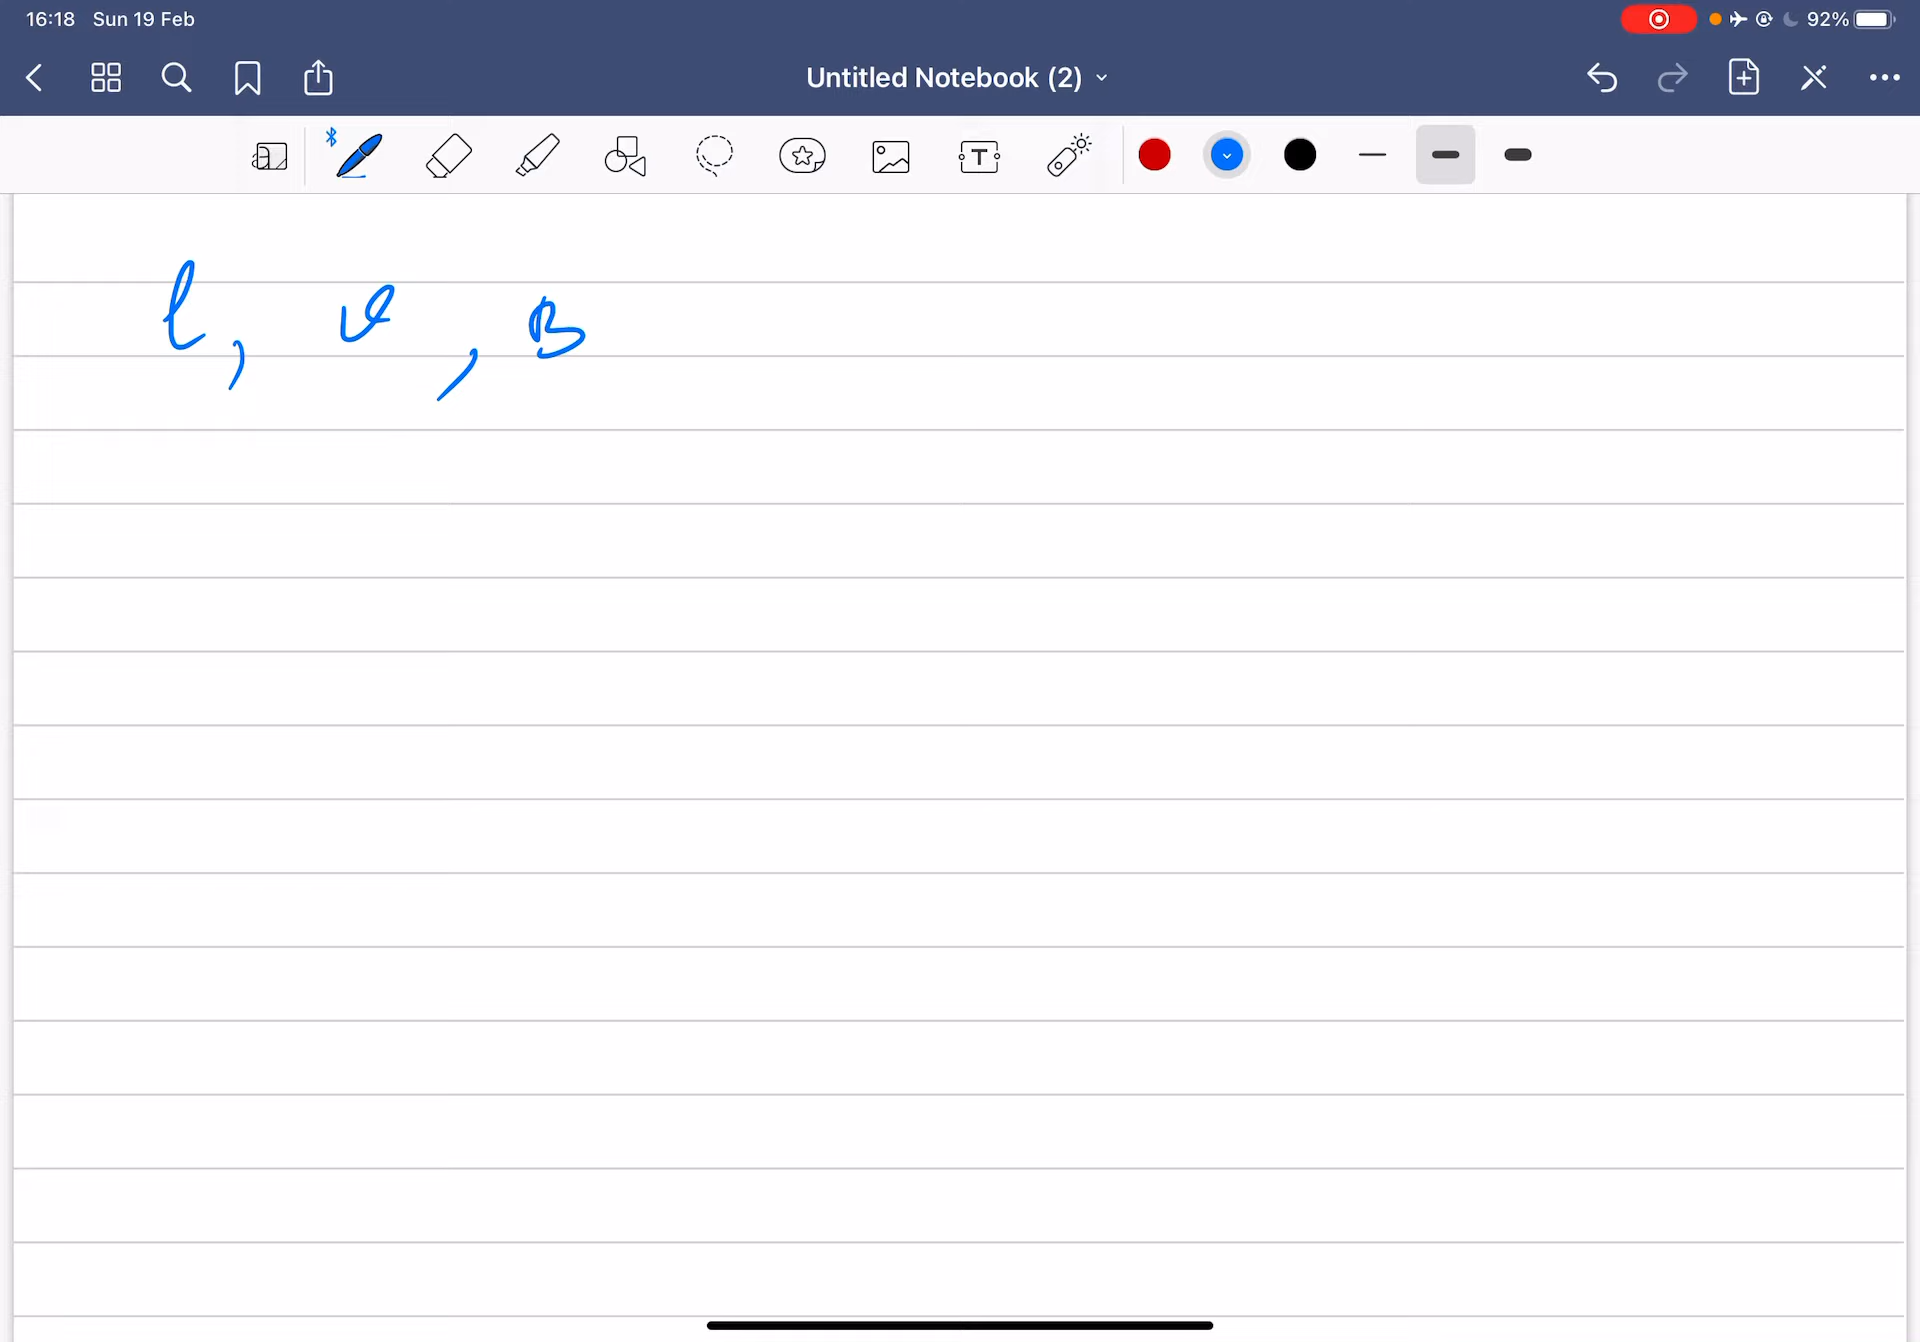 16:18 Sun 19 Feb 92%
Untitled Notebook (2)
T
l, v, B